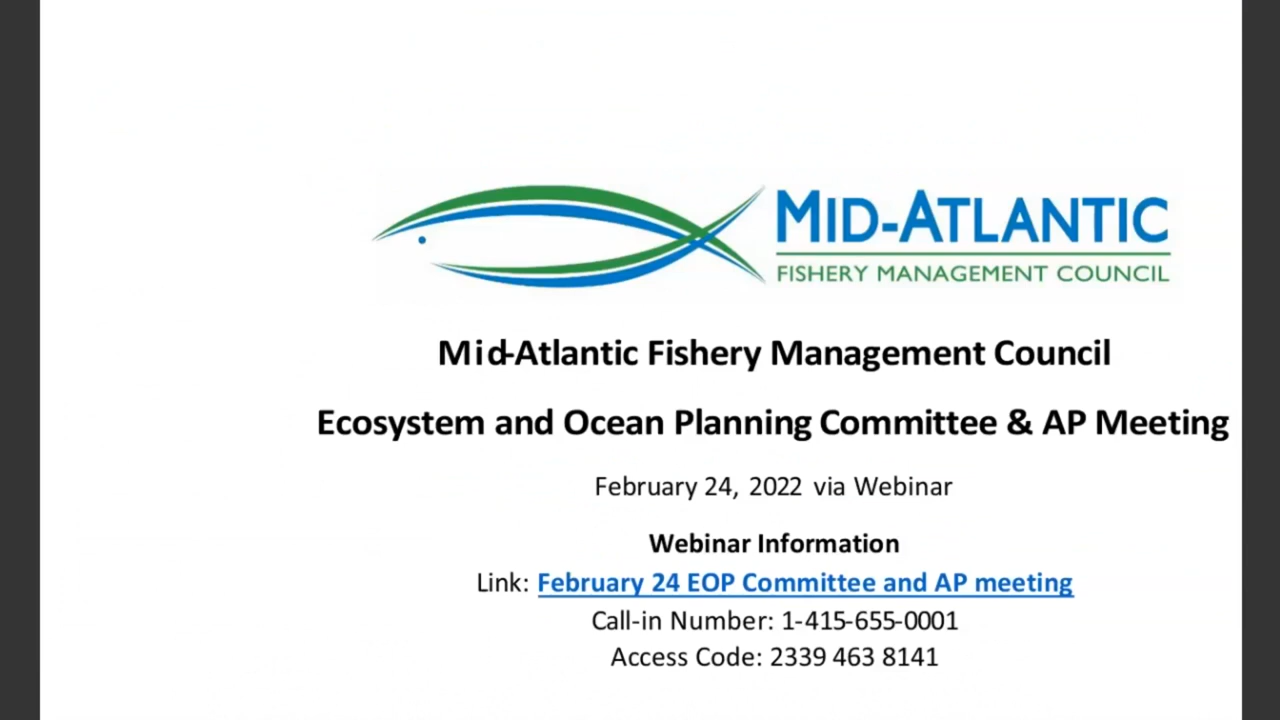 MID-ATLANTIC
FISHERY MANAGEMENT COUNCIL
Mid-Atlantic Fishery Management Council
Ecosystem and Ocean Planning Committee & AP Meeting
February 24, 2022 via Webinar
Webinar Information
Link: February 24 EOP Committee and AP meeting
Call-in Number: 1-415-655-0001
Access Code: 2339 463 8141